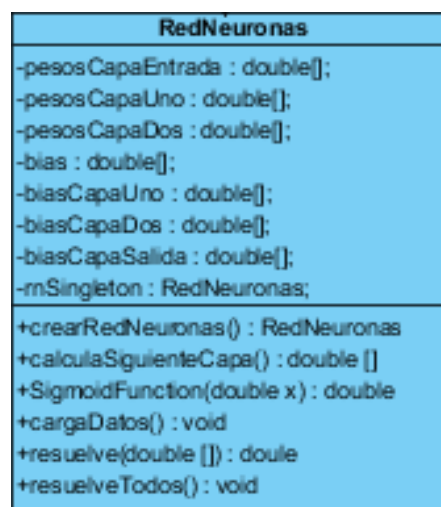 RedNeuronas
-pesosCapaEntrada : double[];
-pesosCapaUno : double[];
-pesosCapaDos : double[];
-bias : double[];
-biasCapaUno : double[];
-biasCapaDos : double[];
-biasCapaSalida : double[];
-rnSingleton : RedNeuronas;
+crearRedNeuronas() : RedNeuronas
+calculaSiguienteCapa() : double []
+SigmoidFunction(double x) : double
+cargaDatos() : void
+resuelve(double []) : doule
+resuelveTodos() : void